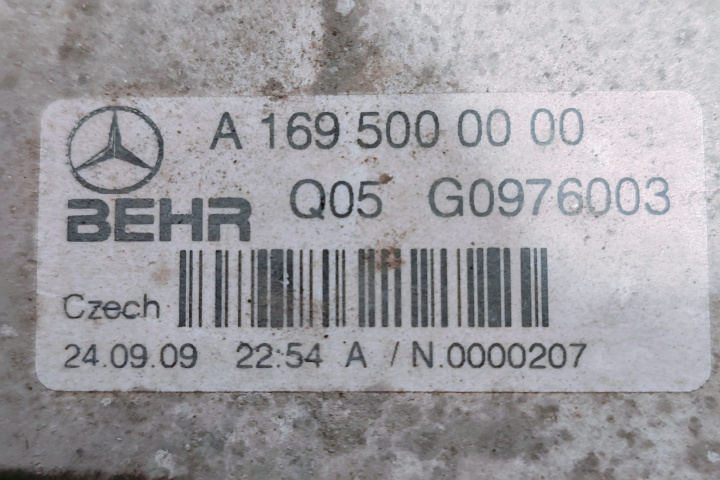 A 169 500 00 00
BEHR Q05 G0976003
Czech
24.09.09 22:54 A / N.0000207